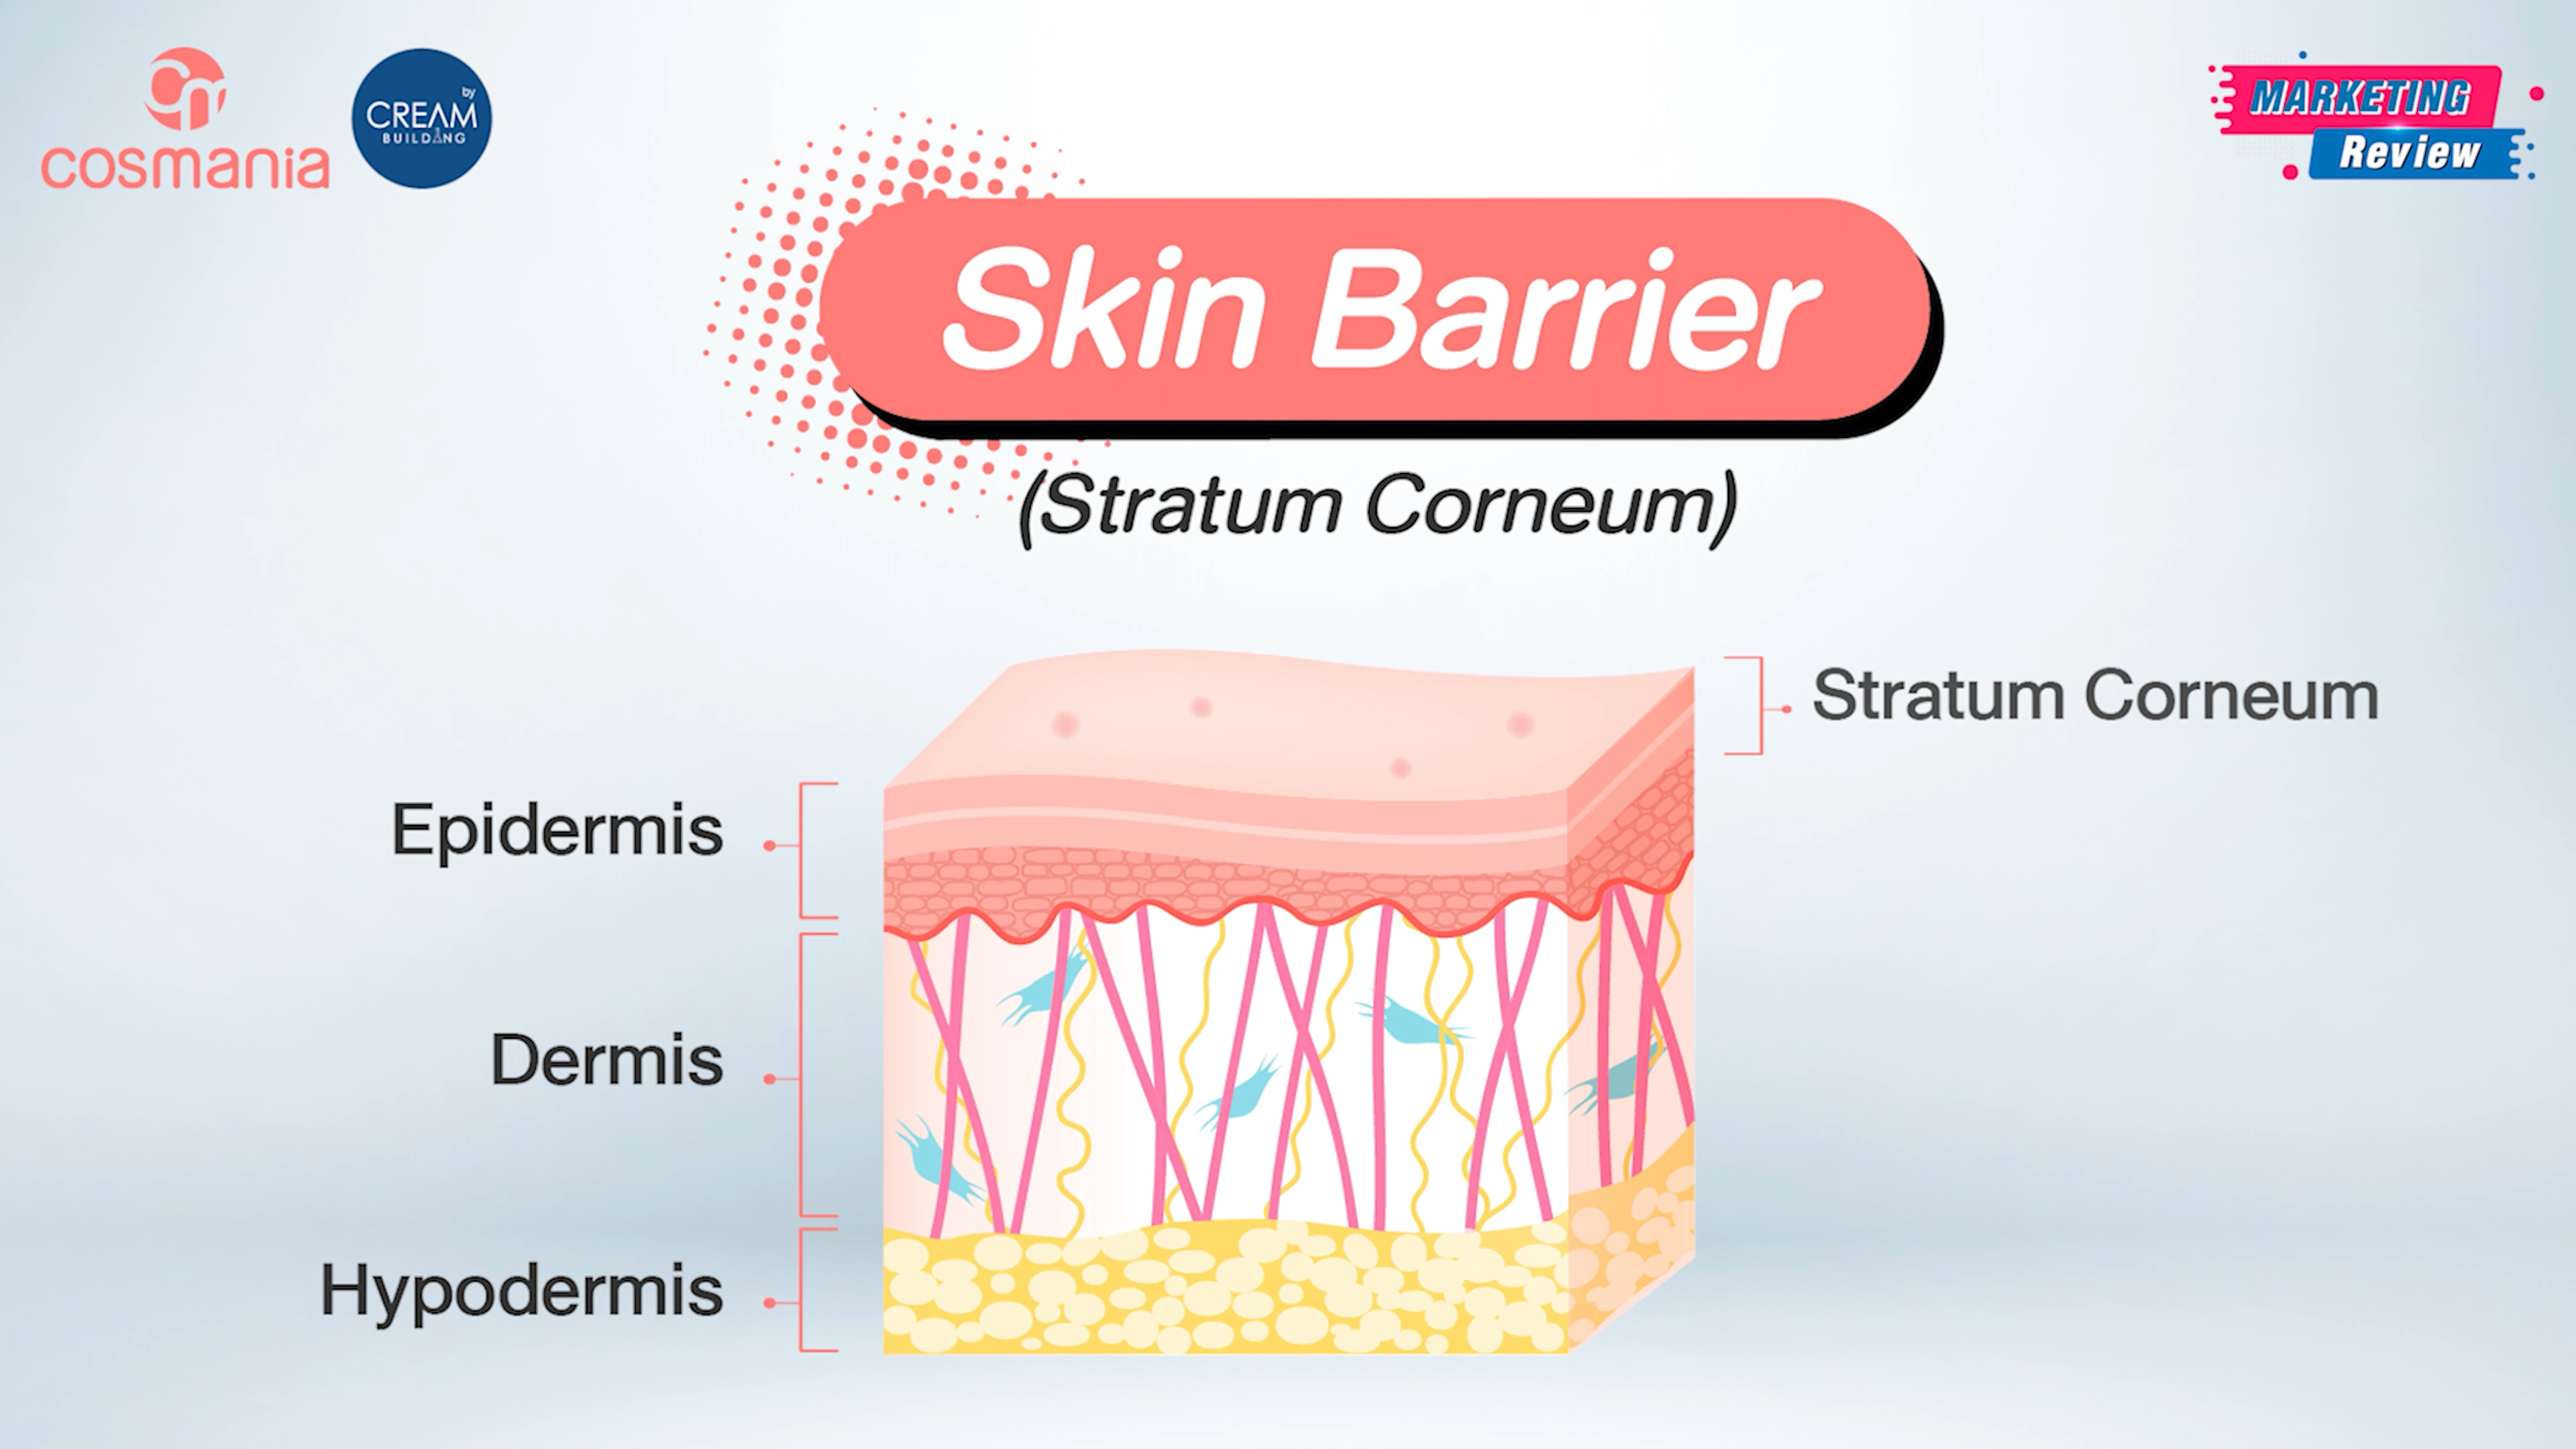 cosmania
by
CREAM
BUILDING
MARKETING
Review
Skin Barrier
(Stratum Corneum)
Stratum Corneum
Epidermis
Dermis
Hypodermis